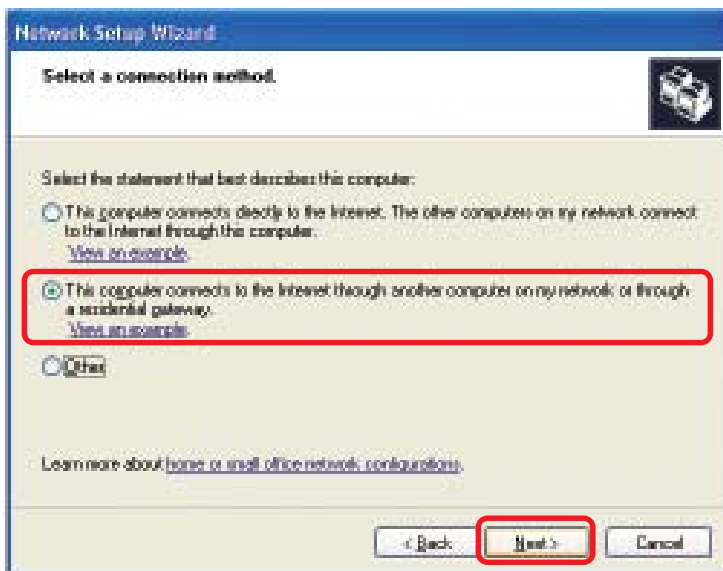 Network Setup Wizard
Select a connection method.
Select the statement that best describes this computer:
This computer connects directly to the Internet. The other computers on my network connect
to the Internet through this computer.
View an example.
This computer connects to the Internet through another computer on my network or through
a residential gateway.
View an example.
Other
Learn more about home or small office network configurations.
< Back
Next >
Cancel